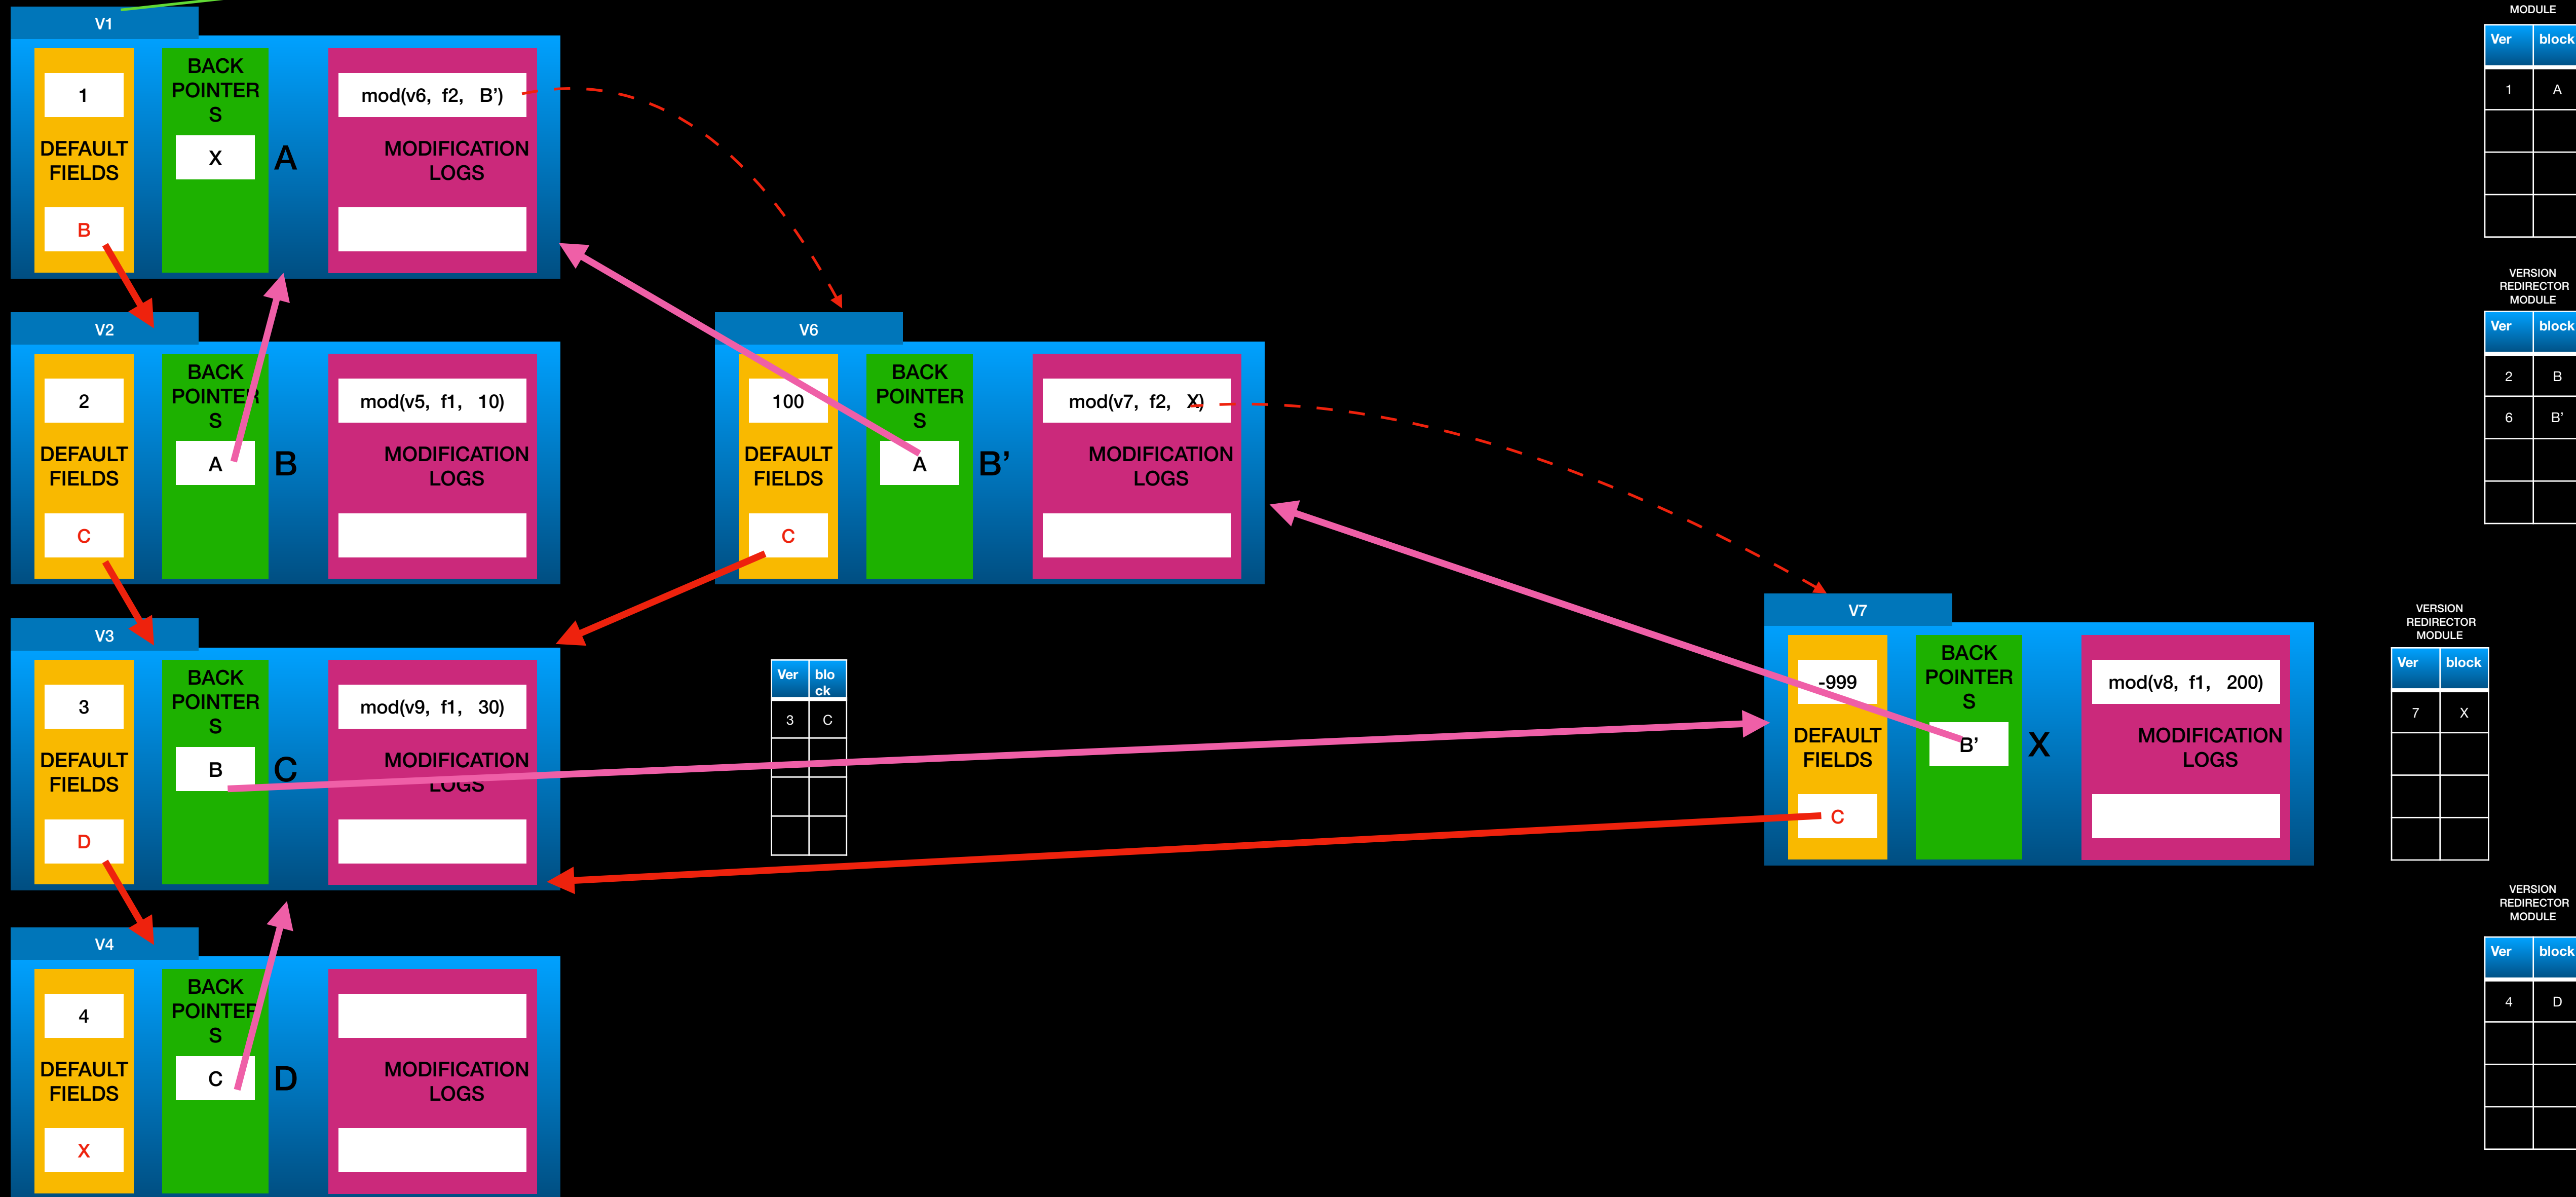 V1
1
DEFAULT
FIELDS
B
BACK
POINTER
S
X
A
mod(v6, f2, B’)
MODIFICATION
LOGS
MODULE
Ver block
1 A
V2
2
DEFAULT
FIELDS
C
BACK
POINTER
S
A
B
mod(v5, f1, 10)
MODIFICATION
LOGS
V6
100
DEFAULT
FIELDS
C
BACK
POINTER
S
A
B’
mod(v7, f2, X)
MODIFICATION
LOGS
VERSION
REDIRECTOR
MODULE
Ver block
2 B
6 B’
V3
3
DEFAULT
FIELDS
D
BACK
POINTER
S
B
C
mod(v9, f1, 30)
MODIFICATION
LOGS
Ver blo
ck
3 C
V7
-999
DEFAULT
FIELDS
C
BACK
POINTER
S
B’
X
mod(v8, f1, 200)
MODIFICATION
LOGS
VERSION
REDIRECTOR
MODULE
Ver block
7 X
V4
4
DEFAULT
FIELDS
X
BACK
POINTER
S
C
D
MODIFICATION
LOGS
VERSION
REDIRECTOR
MODULE
Ver block
4 D